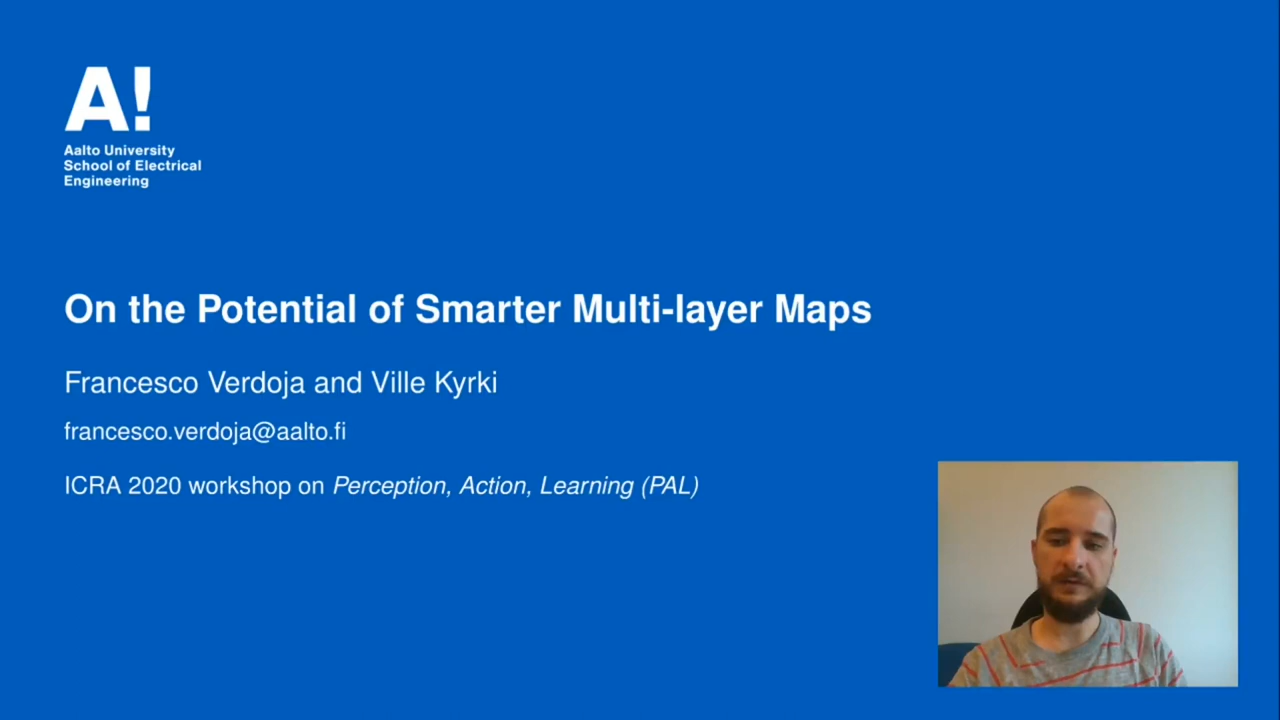 A!
Aalto University
School of Electrical
Engineering
On the Potential of Smarter Multi-layer Maps
Francesco Verdoja and Ville Kyrki
francesco.verdoja@aalto.fi
ICRA 2020 workshop on Perception, Action, Learning (PAL)